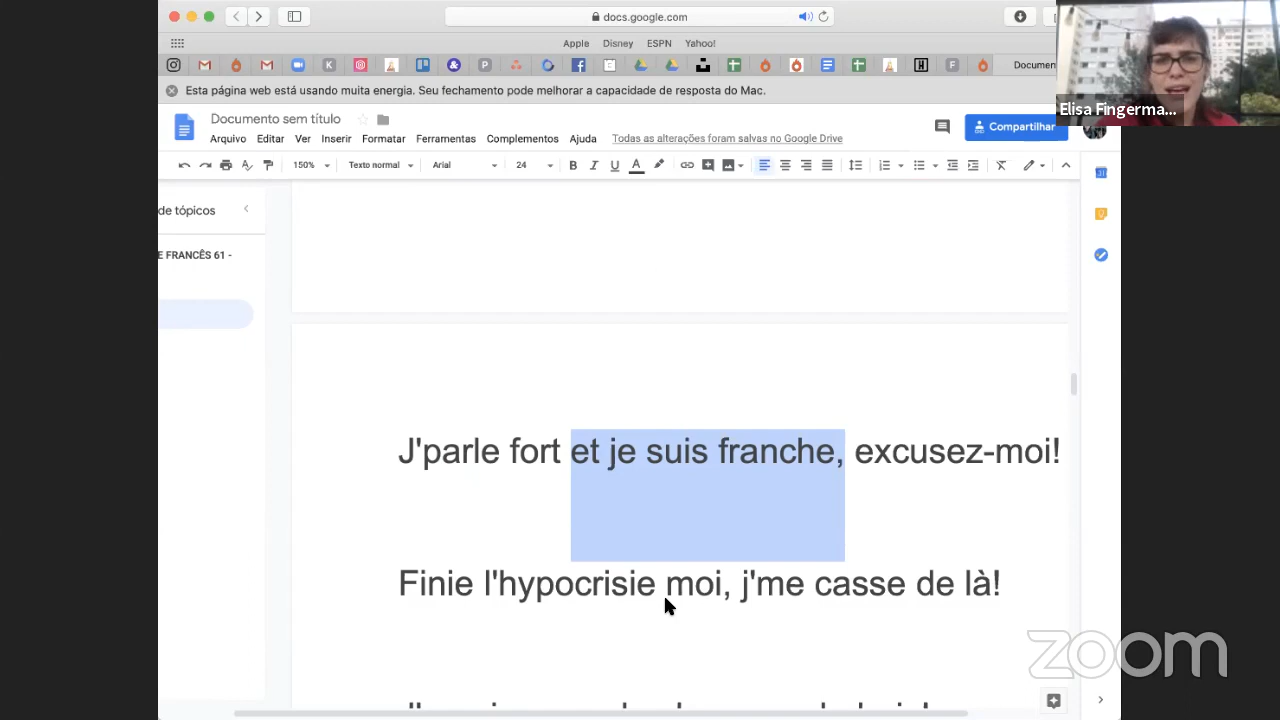 docs.google.com
Apple Disney ESPN Yahoo!
Documen
Esta página web está usando muita energia. Seu fechamento pode melhorar a capacidade de resposta do Mac.
Elisa Fingerma...
Documento sem título
Arquivo Editar Ver Inserir Formatar Ferramentas Complementos Ajuda Todas as alterações foram salvas no Google Drive
Compartilhar
150% Texto normal Arial 24 B I U A
de tópicos
E FRANCÊS 61 -
J'parle fort et je suis franche, excusez-moi!
Finie l'hypocrisie moi, j'me casse de là!
zoom